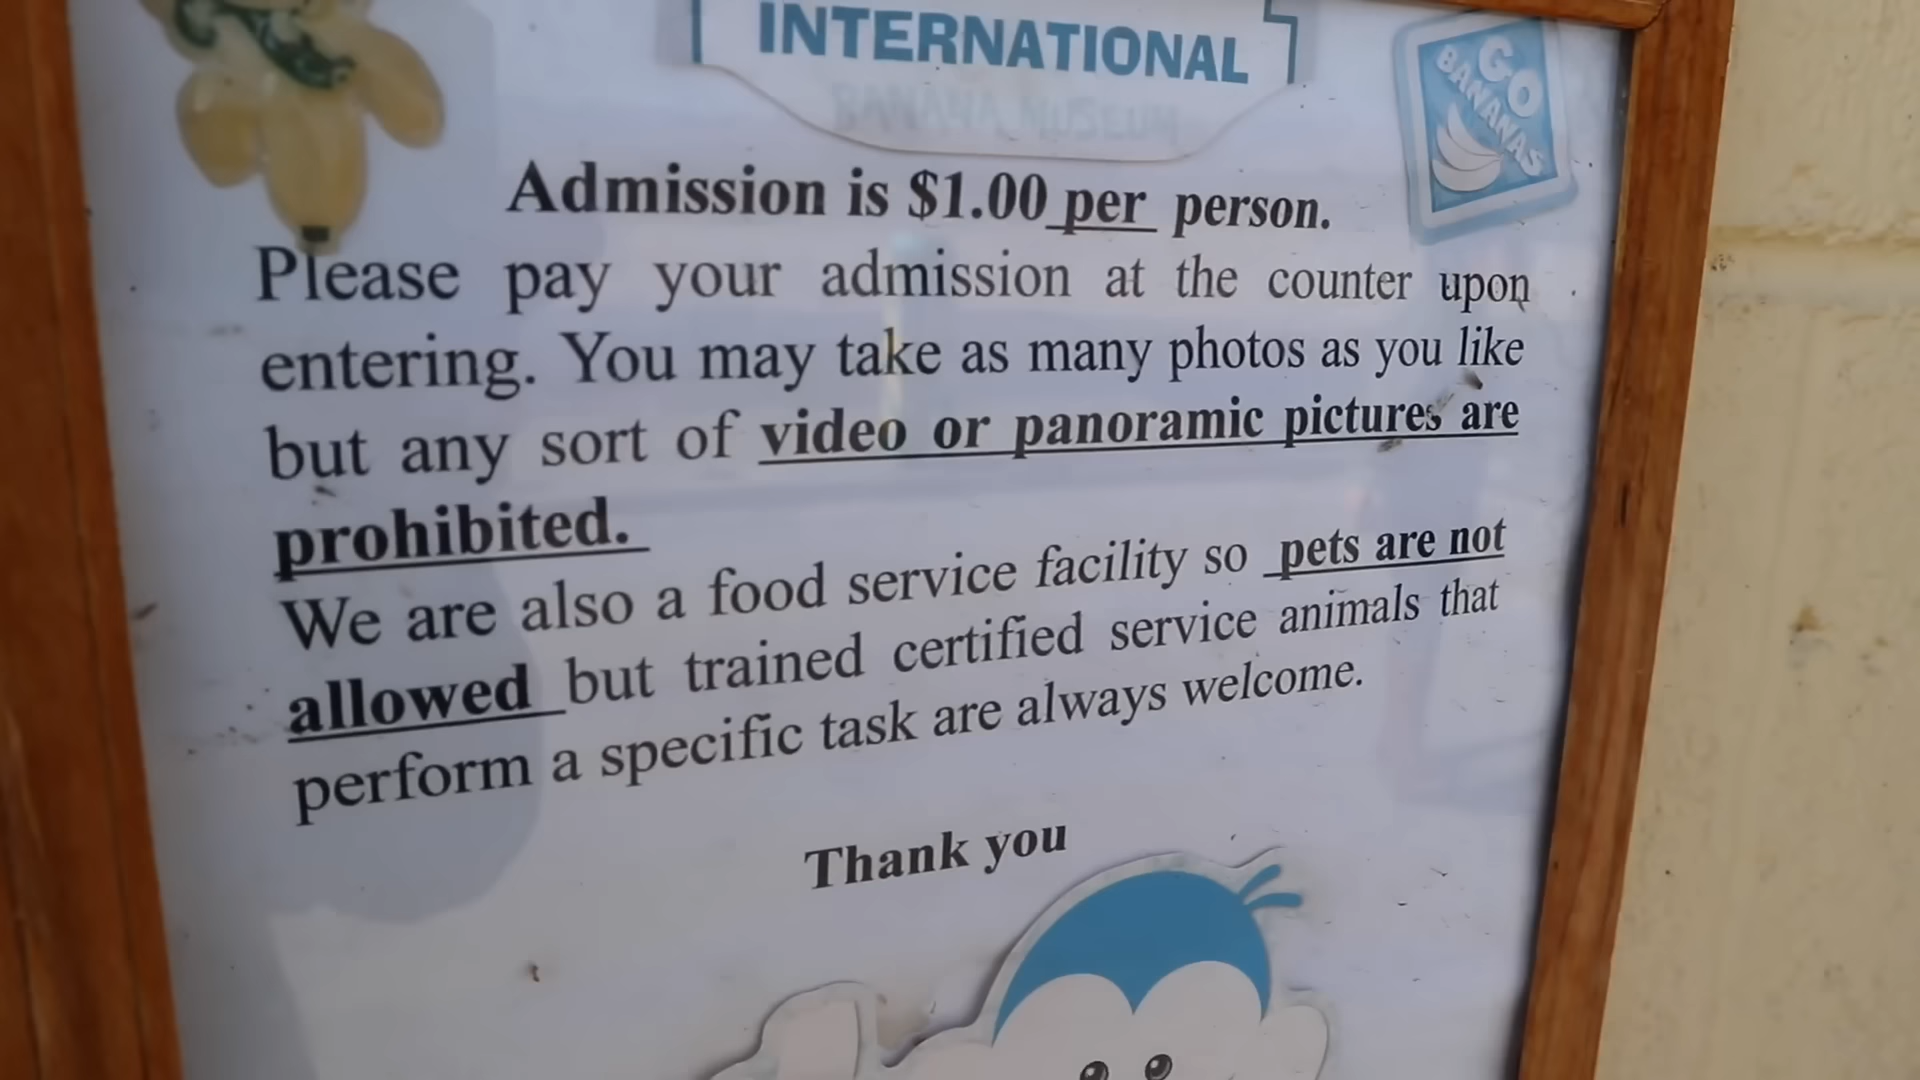 INTERNATIONAL
BANANA MUSEUM
GO
BANANAS
Admission is $1.00 per person.
Please pay your admission at the counter upon
entering. You may take as many photos as you like
but any sort of video or panoramic pictures are
prohibited.
We are also a food service facility so pets are not
allowed but trained certified service animals that
perform a specific task are always welcome.
Thank you